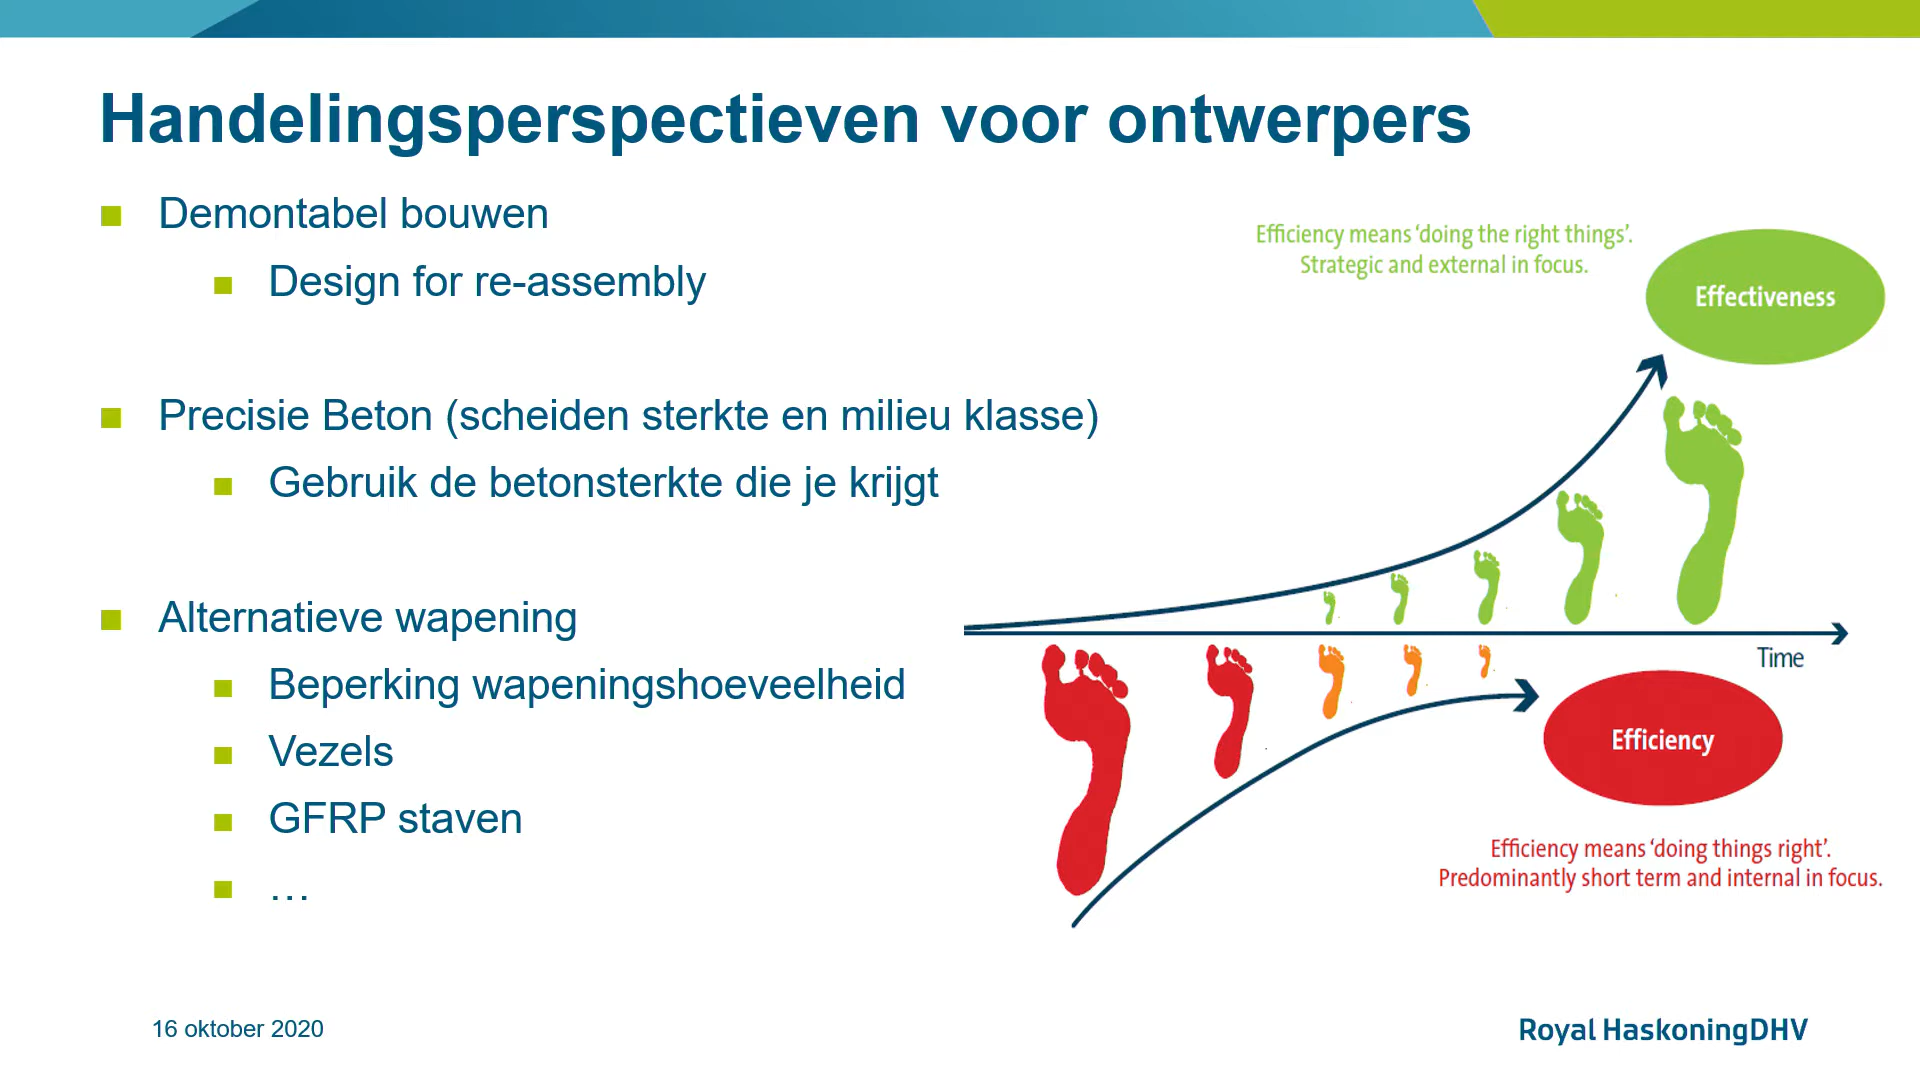 Handelingsperspectieven voor ontwerpers
Demontabel bouwen
Design for re-assembly
Precisie Beton (scheiden sterkte en milieu klasse)
Gebruik de betonsterkte die je krijgt
Alternatieve wapening
Beperking wapeningshoeveelheid
Vezels
GFRP staven
…
Efficiency means ‘doing the right things’.
Strategic and external in focus.
Effectiveness
Time
Efficiency
Efficiency means ‘doing things right’.
Predominantly short term and internal in focus.
16 oktober 2020
Royal HaskoningDHV